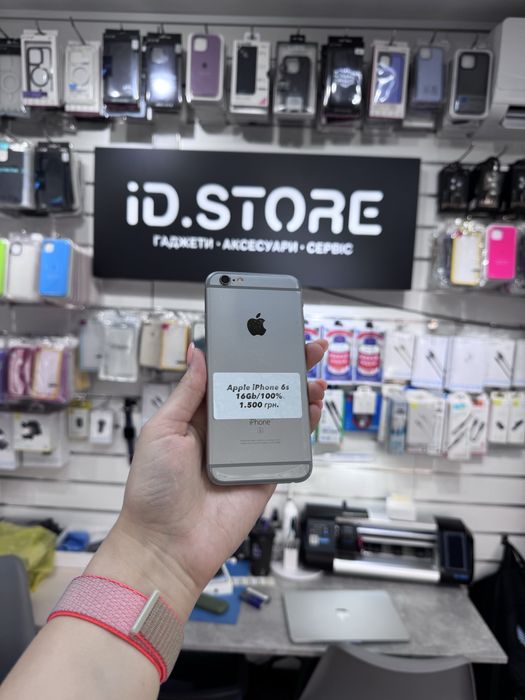 iD.STORE
ГАДЖЕТИ • АКСЕСУАРИ • СЕРВІС
Apple iPhone 6s
16Gb/100%
1.500 грн.
iPhone
S